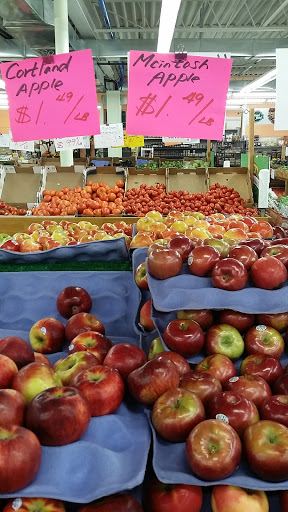 Cortland
Apple
$1.49/LB
McIntosh
Apple
$1.49/LB